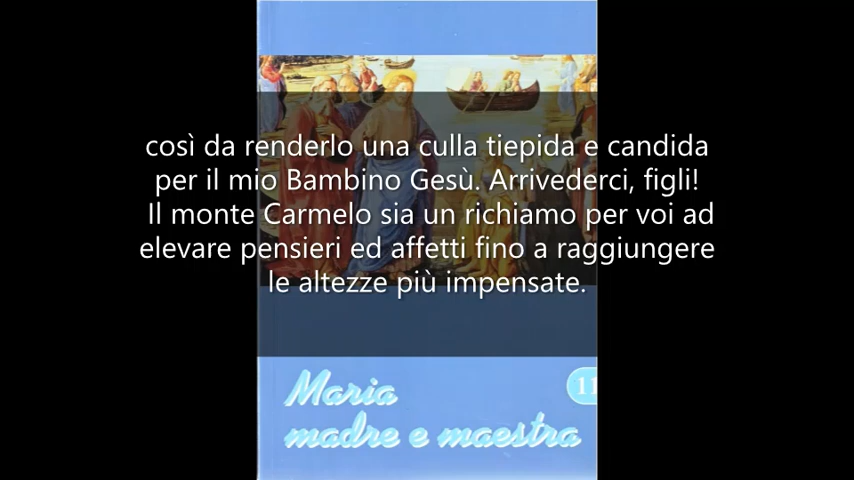 così da renderlo una culla tiepida e candida
per il mio Bambino Gesù. Arrivederci, figli!
Il monte Carmelo sia un richiamo per voi ad
elevare pensieri ed affetti fino a raggiungere
le altezze più impensate.
Maria
11
madre e maestra